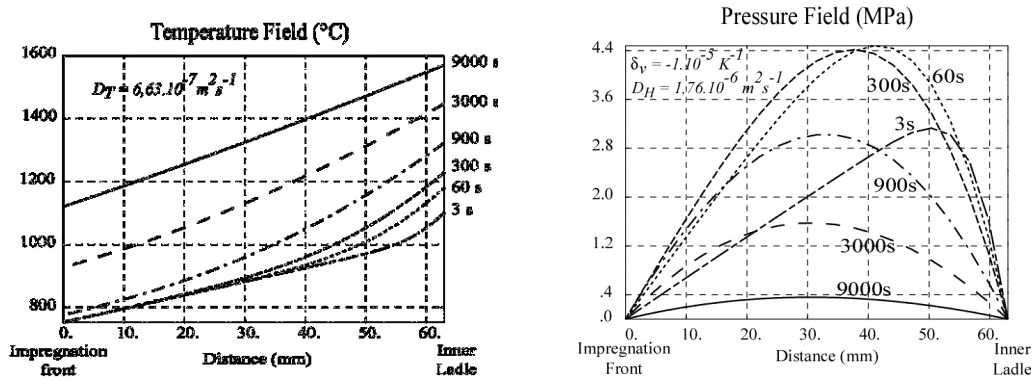 Temperature Field (°C)
1600
1400
1200
1000
800
D_T = 6,63.10^-7 m^2 s^-1
9000 s
3000 s
900 s
300 s
60 s
3 s
0. 10. 20. 30. 40. 50. 60.
Impregnation front
Distance (mm)
Inner Ladle
Pressure Field (MPa)
4.4
3.6
2.8
2.0
1.2
.4
.0
δ_v = -1.10^-5 K^-1
D_H = 1,76.10^-6 m^2 s^-1
60s
300s
3s
900s
3000s
9000s
0. 10. 20. 30. 40. 50. 60.
Impregnation Front
Distance (mm)
Inner Ladle